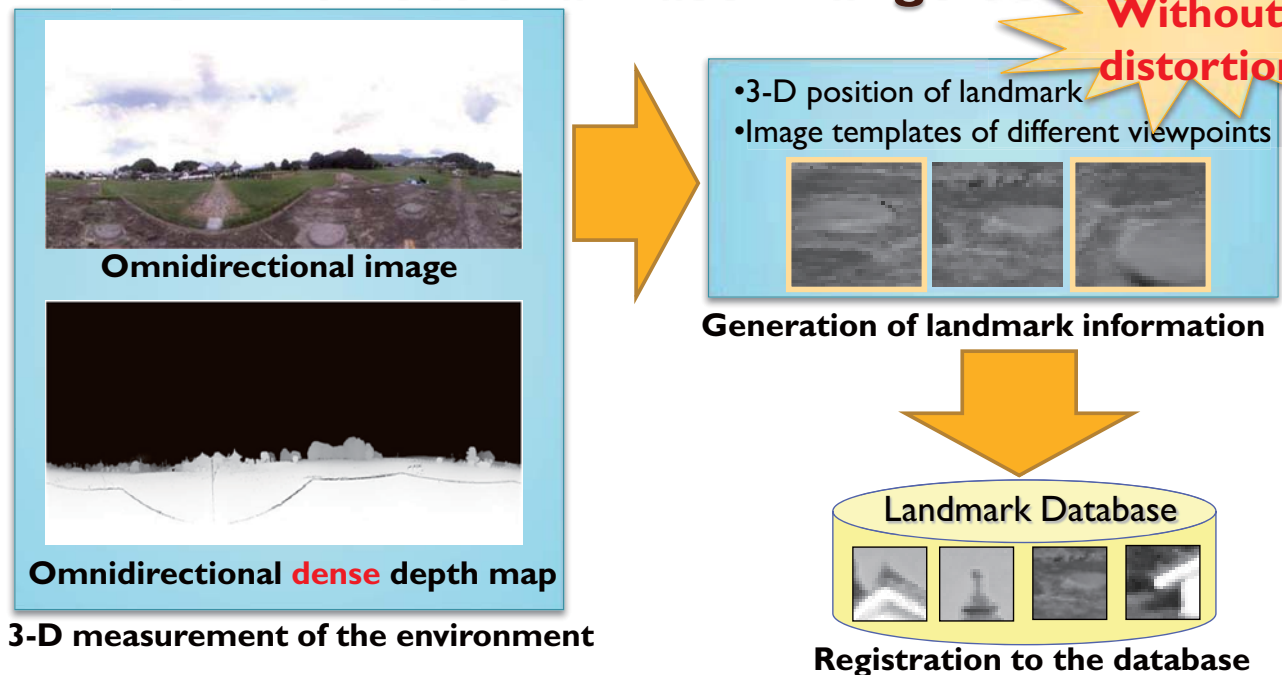 Without
distortion
•3-D position of landmark
•Image templates of different viewpoints
Omnidirectional image
Generation of landmark information
Landmark Database
Omnidirectional dense depth map
3-D measurement of the environment
Registration to the database